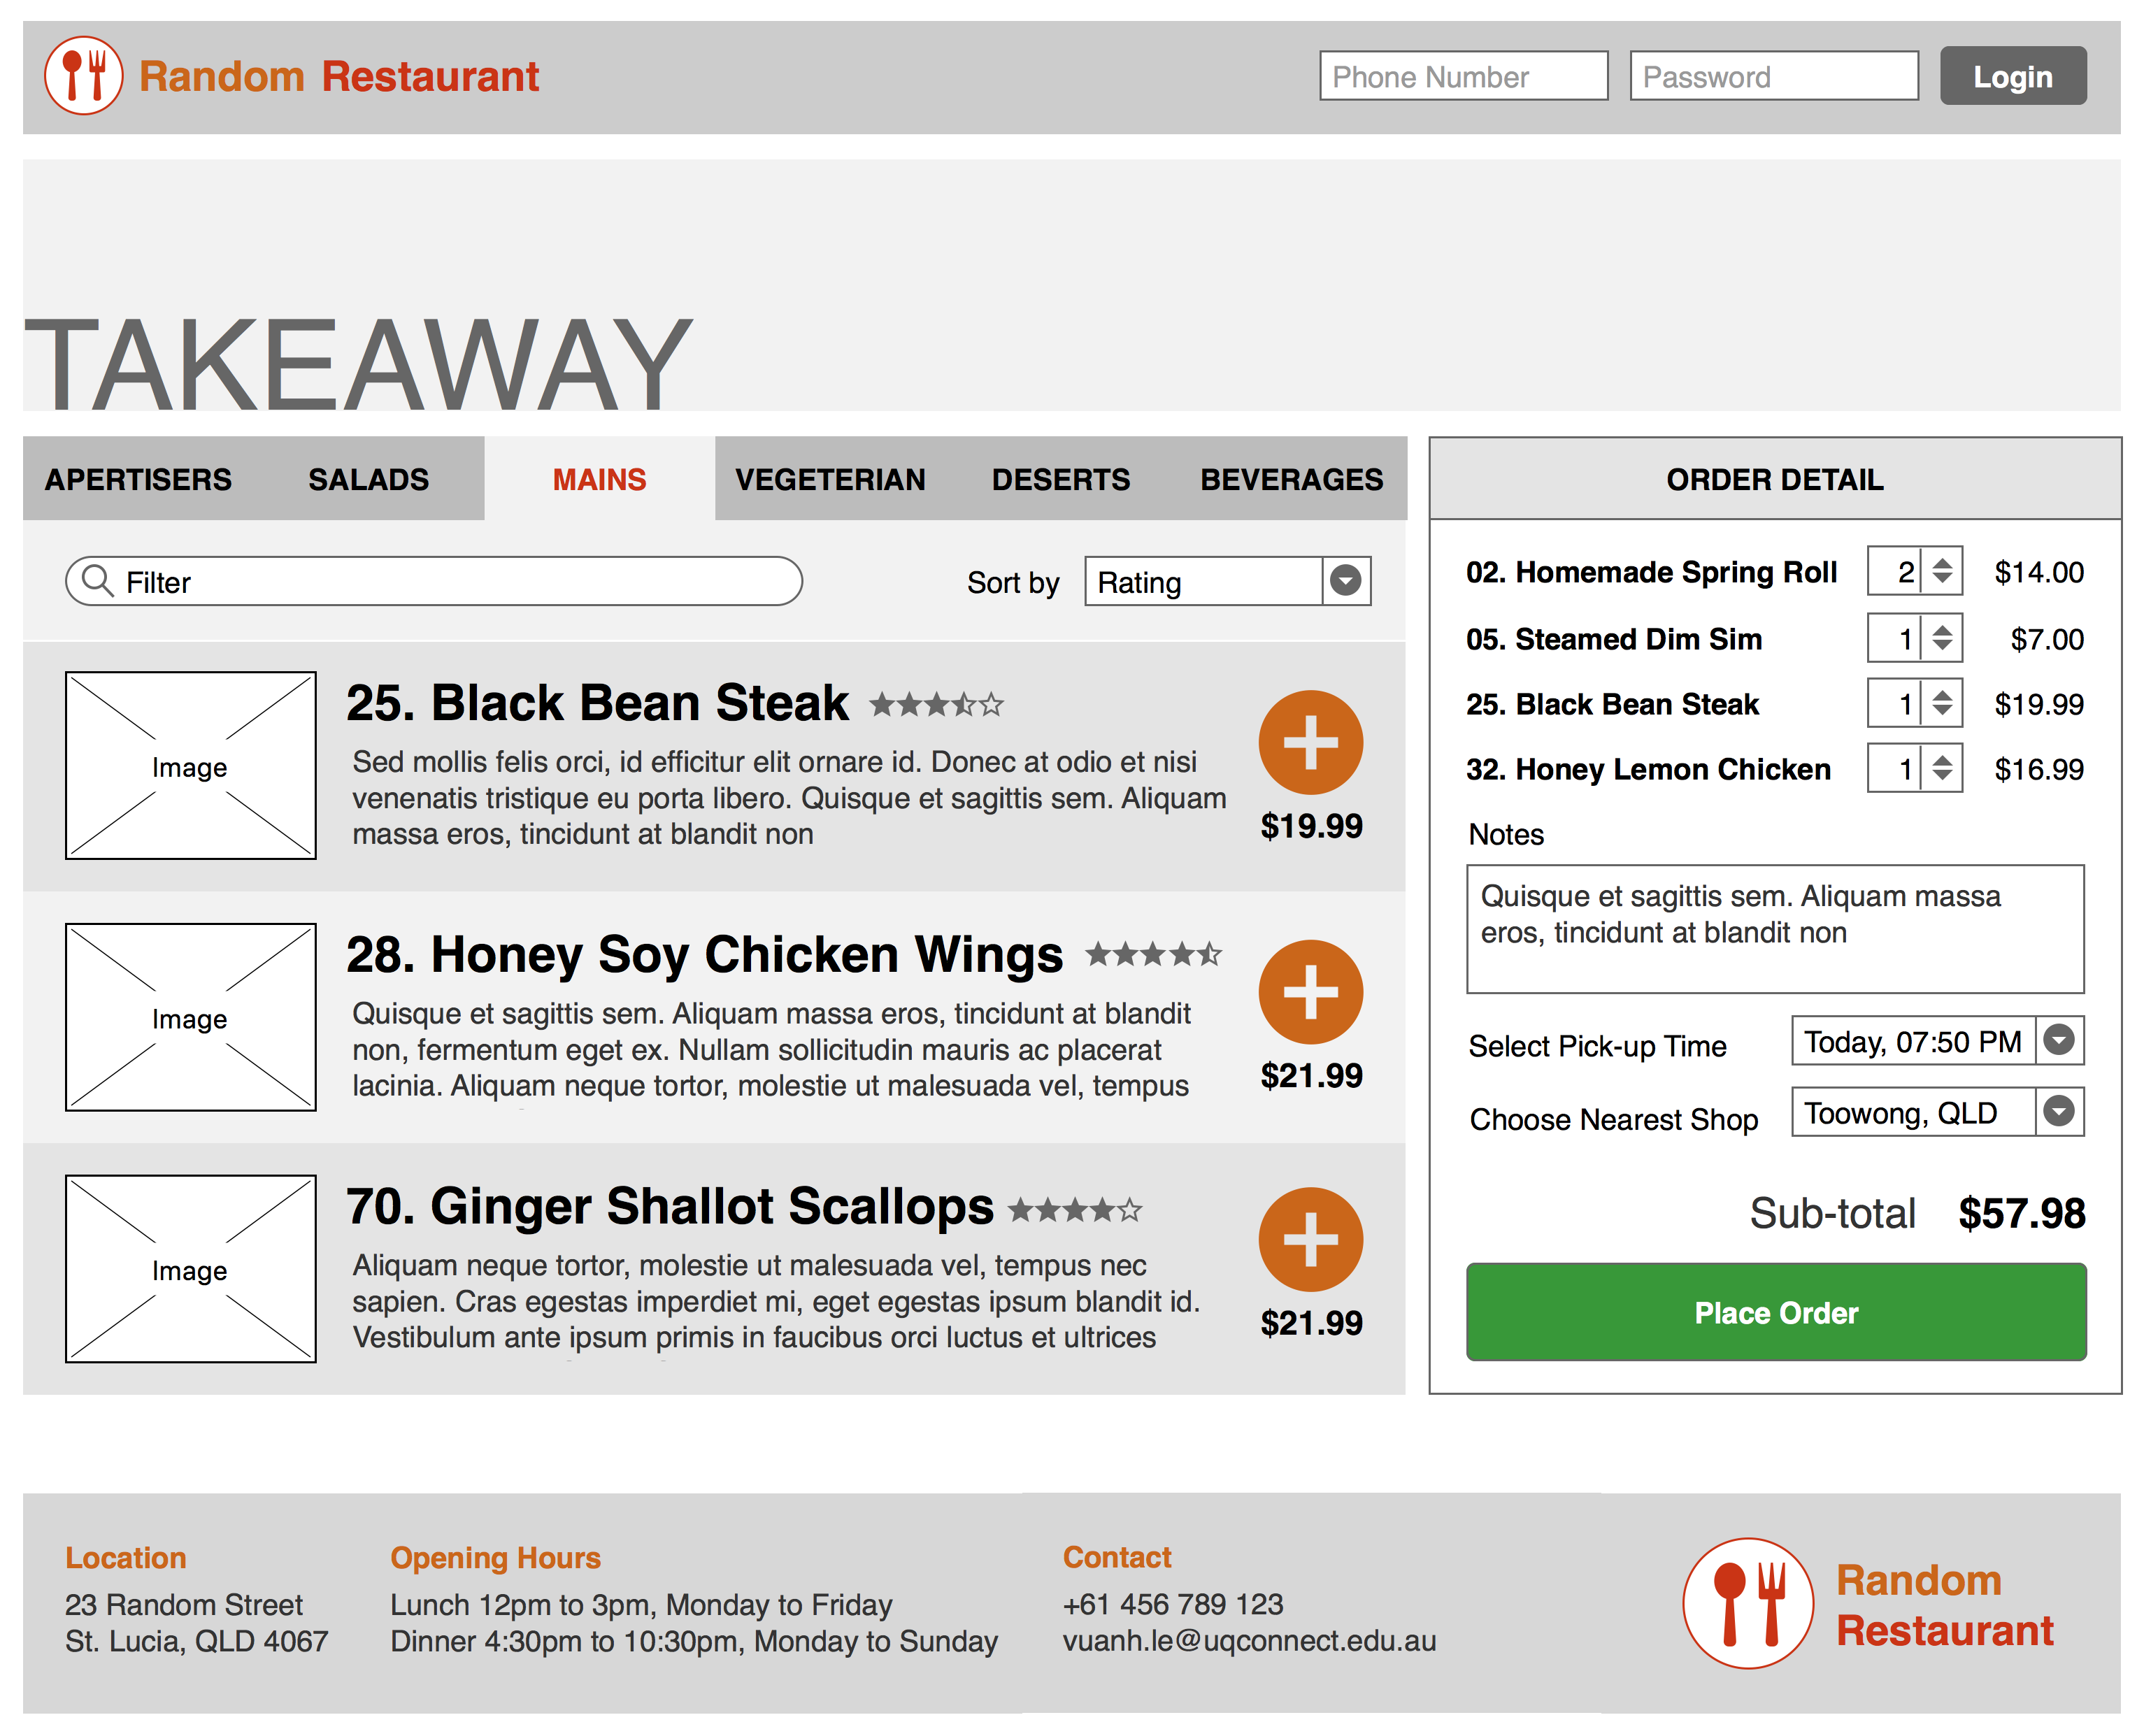 Random Restaurant
Phone Number
Password
Login
TAKEAWAY
APERTISERS
SALADS
MAINS
VEGETERIAN
DESERTS
BEVERAGES
Filter
Sort by
Rating
Image
25. Black Bean Steak
Sed mollis felis orci, id efficitur elit ornare id. Donec at odio et nisi
venenatis tristique eu porta libero. Quisque et sagittis sem. Aliquam
massa eros, tincidunt at blandit non
$19.99
Image
28. Honey Soy Chicken Wings
Quisque et sagittis sem. Aliquam massa eros, tincidunt at blandit
non, fermentum eget ex. Nullam sollicitudin mauris ac placerat
lacinia. Aliquam neque tortor, molestie ut malesuada vel, tempus
$21.99
Image
70. Ginger Shallot Scallops
Aliquam neque tortor, molestie ut malesuada vel, tempus nec
sapien. Cras egestas imperdiet mi, eget egestas ipsum blandit id.
Vestibulum ante ipsum primis in faucibus orci luctus et ultrices
$21.99
ORDER DETAIL
02. Homemade Spring Roll 2 $14.00
05. Steamed Dim Sim 1 $7.00
25. Black Bean Steak 1 $19.99
32. Honey Lemon Chicken 1 $16.99
Notes
Quisque et sagittis sem. Aliquam massa
eros, tincidunt at blandit non
Select Pick-up Time Today, 07:50 PM
Choose Nearest Shop Toowong, QLD
Sub-total $57.98
Place Order
Location
23 Random Street
St. Lucia, QLD 4067
Opening Hours
Lunch 12pm to 3pm, Monday to Friday
Dinner 4:30pm to 10:30pm, Monday to Sunday
Contact
+61 456 789 123
vuanh.le@uqconnect.edu.au
Random
Restaurant